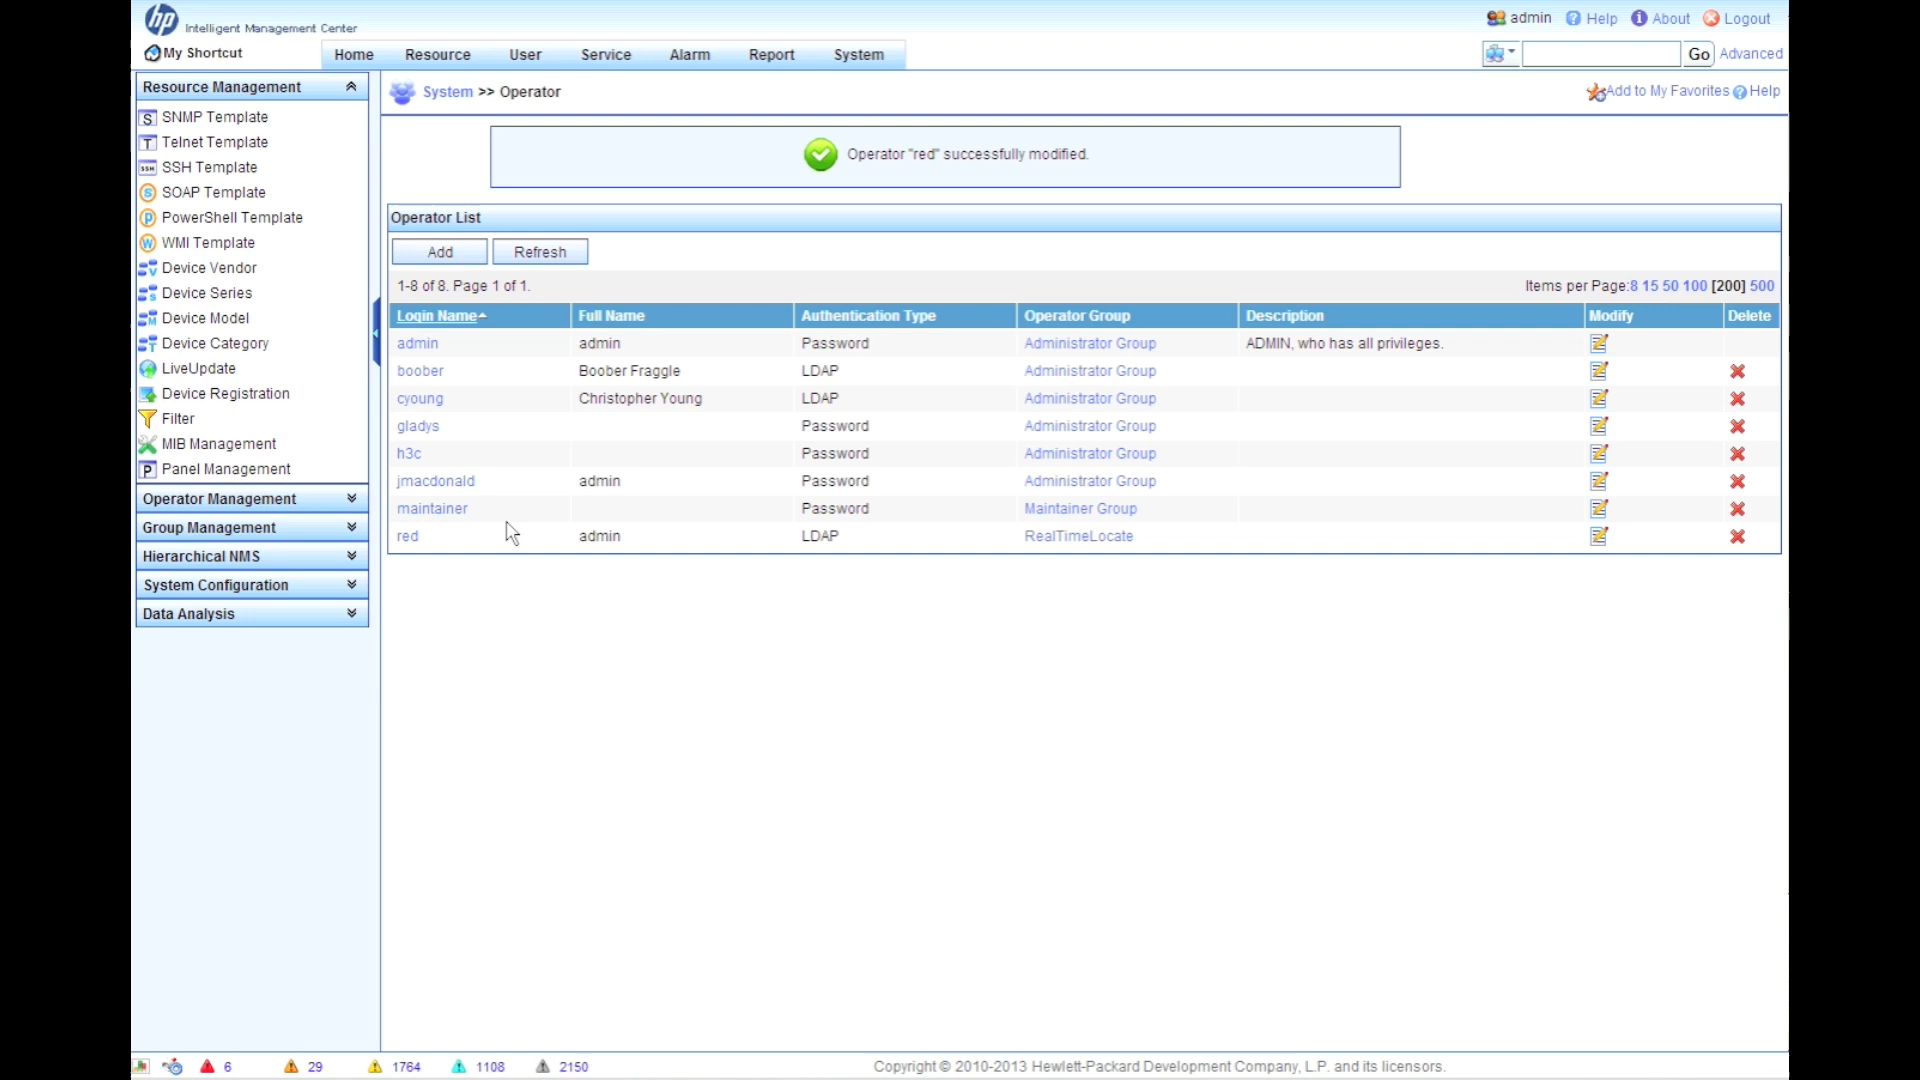 hp Intelligent Management Center
admin Help About Logout
My Shortcut
Home Resource User Service Alarm Report System
Go Advanced
Resource Management
System >> Operator
Add to My Favorites Help
S SNMP Template
T Telnet Template
SSH SSH Template
S SOAP Template
P PowerShell Template
W WMI Template
Device Vendor
Device Series
Device Model
Device Category
LiveUpdate
Device Registration
Filter
MIB Management
P Panel Management
Operator Management
Group Management
Hierarchical NMS
System Configuration
Data Analysis
Operator "red" successfully modified.
Operator List
Add Refresh
1-8 of 8. Page 1 of 1. Items per Page:8 15 50 100 [200] 500
Login Name Full Name Authentication Type Operator Group Description Modify Delete
admin admin Password Administrator Group ADMIN, who has all privileges.
boober Boober Fraggle LDAP Administrator Group
cyoung Christopher Young LDAP Administrator Group
gladys Password Administrator Group
h3c Password Administrator Group
jmacdonald admin Password Administrator Group
maintainer Password Maintainer Group
red admin LDAP RealTimeLocate
6 29 1764 1108 2150 Copyright © 2010-2013 Hewlett-Packard Development Company, L.P. and its licensors.